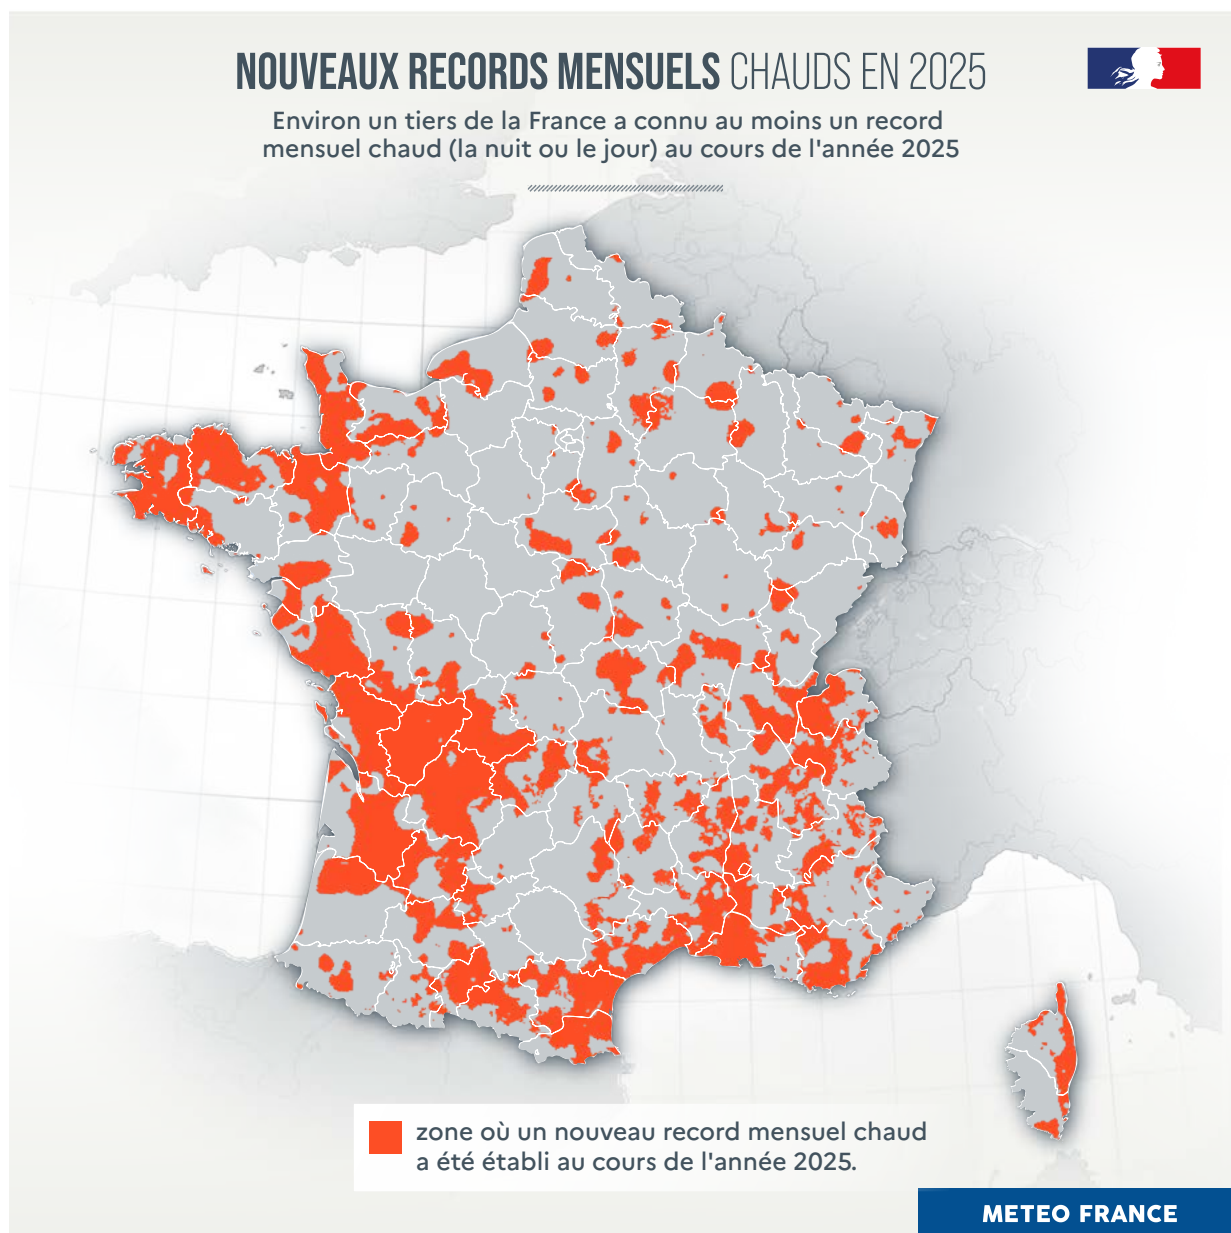 NOUVEAUX RECORDS MENSUELS CHAUDS EN 2025
Environ un tiers de la France a connu au moins un record
mensuel chaud (la nuit ou le jour) au cours de l'année 2025
zone où un nouveau record mensuel chaud
a été établi au cours de l'année 2025.
METEO FRANCE